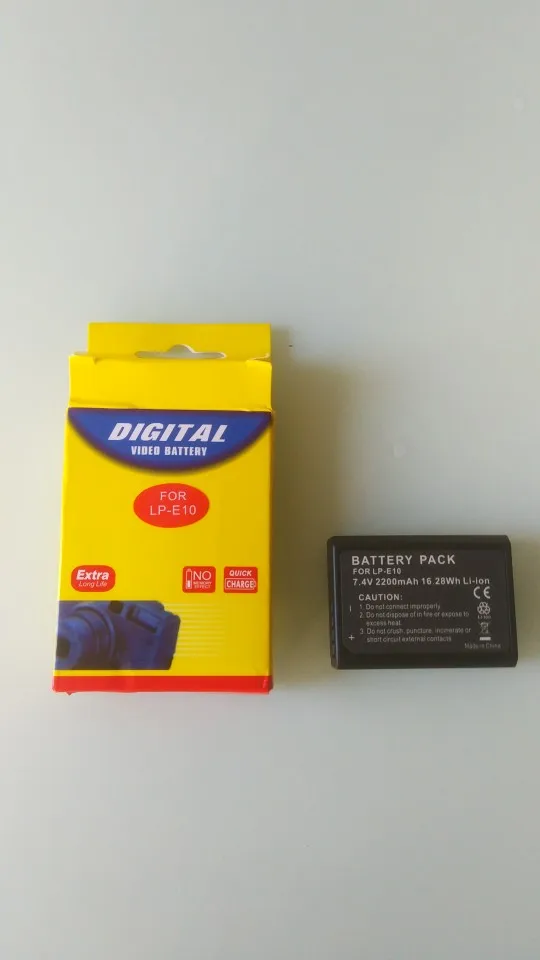 DIGITAL
VIDEO BATTERY
FOR
LP-E10
Extra
Long Life
NO
MEMORY
EFFECT
QUICK
CHARGE
BATTERY PACK
FOR LP-E10
7.4V 2200mAh 16.28Wh Li-ion
CAUTION:
CE
1. Do not connect improperly
2. Do not dispose of in fire or expose to
excess heat.
3. Do not crush, puncture, incinerate or
short circuit external contacts
Made in China